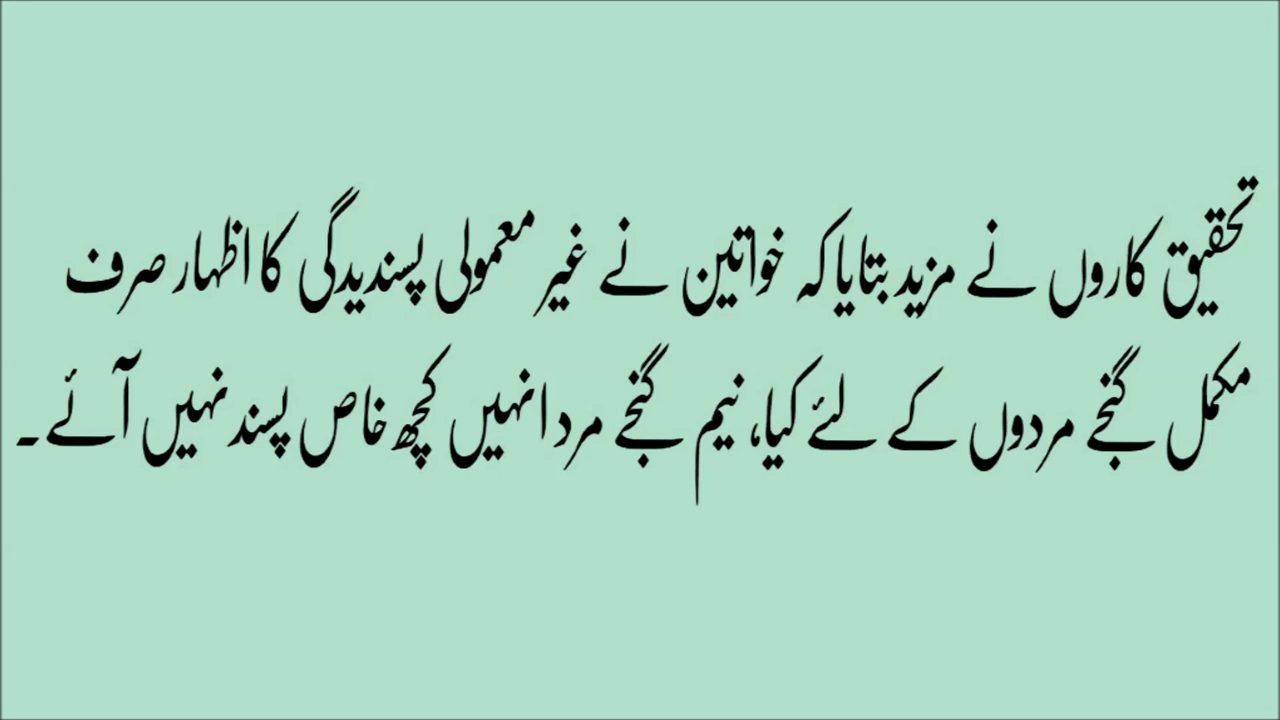 تحقیق کاروں نے مزید بتایا کہ خواتین نے غیر معمولی پسندیدگی کا اظہار صرف
مکمل گنجے مردوں کے لئے کیا، نیم گنجے مرد انہیں کچھ خاص پسند نہیں آئے۔